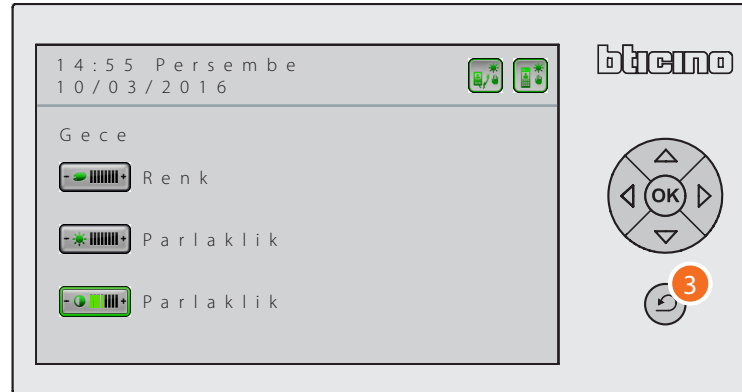 14:55 Persembe
10/03/2016
bticino
Gece
- + Renk
- + Parlaklik
- + Parlaklik
OK
3